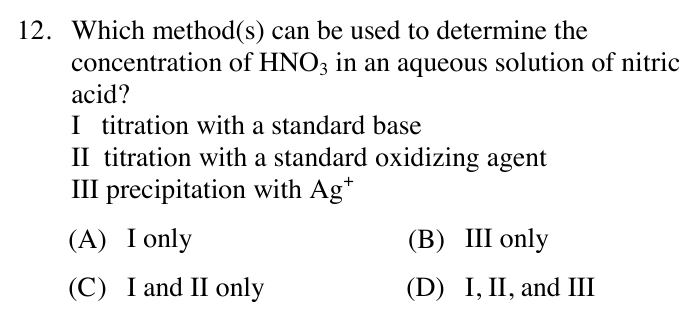 12. Which method(s) can be used to determine the
concentration of HNO₃ in an aqueous solution of nitric
acid?
I titration with a standard base
II titration with a standard oxidizing agent
III precipitation with Ag⁺
(A) I only (B) III only
(C) I and II only (D) I, II, and III